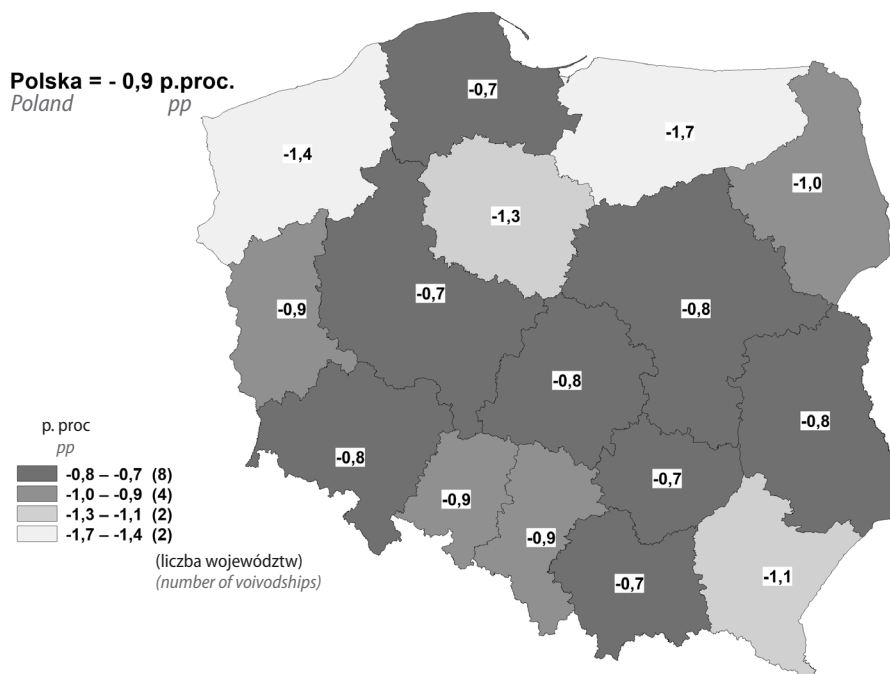 Polska = - 0,9 p.proc.
Poland pp
-0,7
-1,7
-1,4
-1,0
-1,3
-0,7
-0,9
-0,8
-0,8
-0,8
-0,8
-0,7
-0,9
-0,9
-0,7
-1,1
p. proc
pp
-0,8 – -0,7 (8)
-1,0 – -0,9 (4)
-1,3 – -1,1 (2)
-1,7 – -1,4 (2)
(liczba województw)
(number of voivodships)